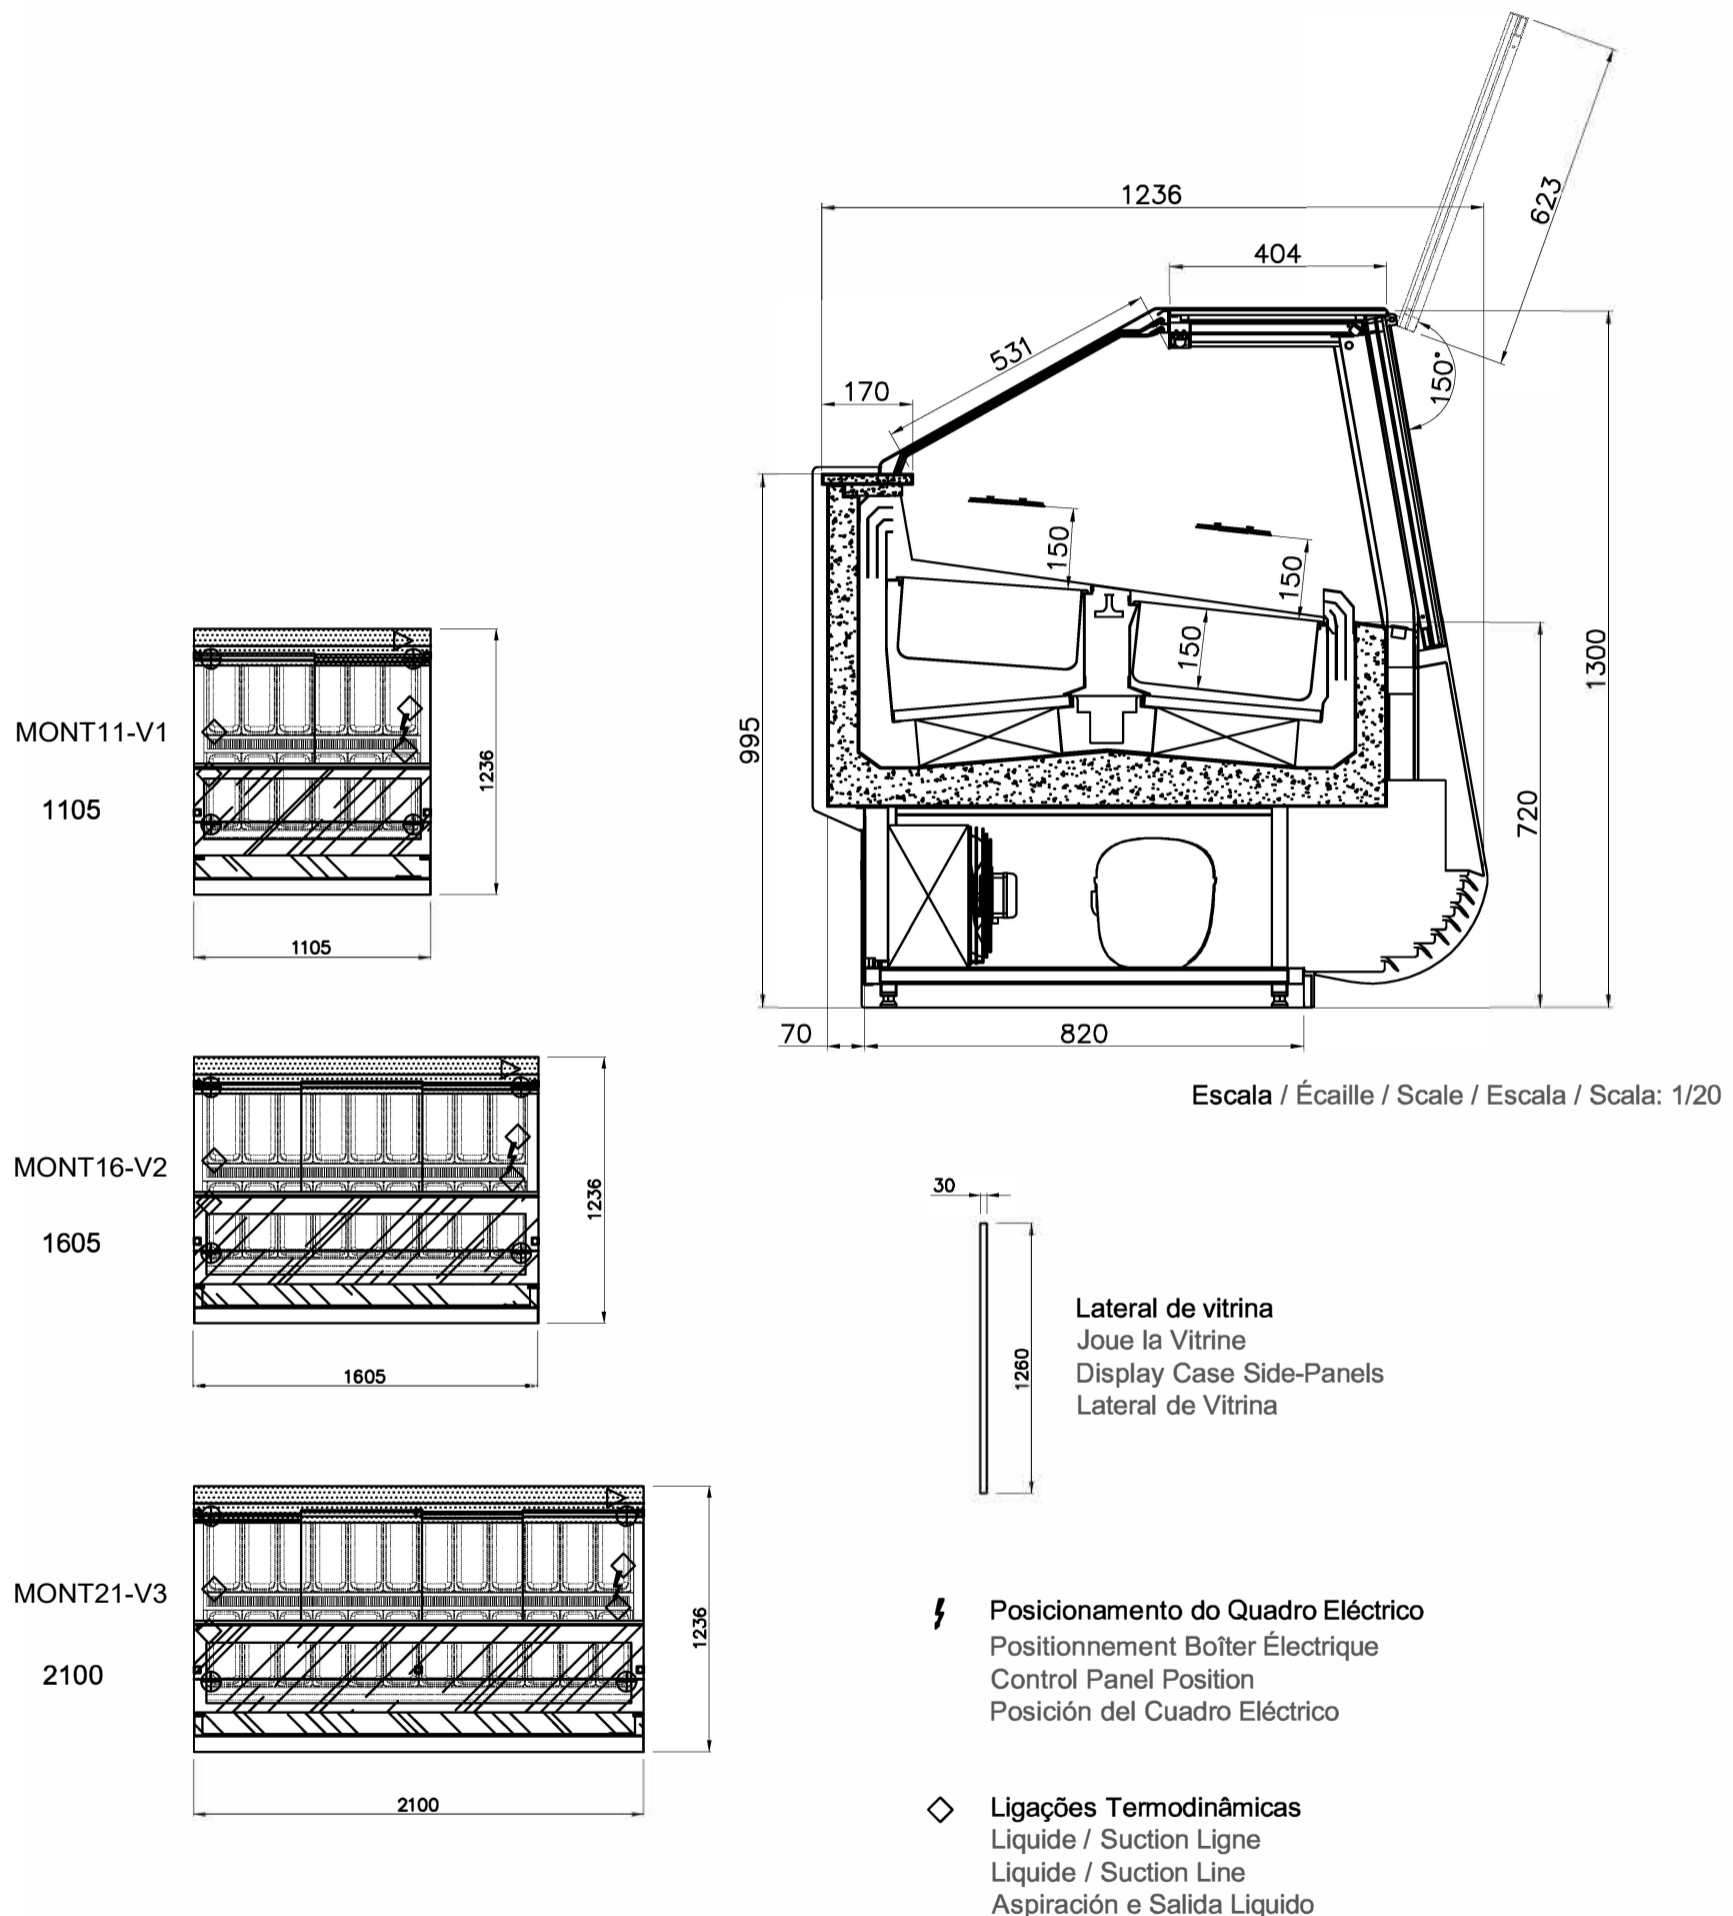 1236
623
404
531
150°
170
150
150
150
1300
995
720
70
820
Escala / Écaille / Scale / Escala / Scala: 1/20
MONT11-V1
1105
1236
1105
MONT16-V2
1605
1236
1605
MONT21-V3
2100
1236
2100
30
1260
Lateral de vitrina
Joue la Vitrine
Display Case Side-Panels
Lateral de Vitrina
Posicionamento do Quadro Eléctrico
Positionnement Boîter Électrique
Control Panel Position
Posición del Cuadro Eléctrico
Ligações Termodinâmicas
Liquide / Suction Ligne
Liquide / Suction Line
Aspiración e Salida Liquido